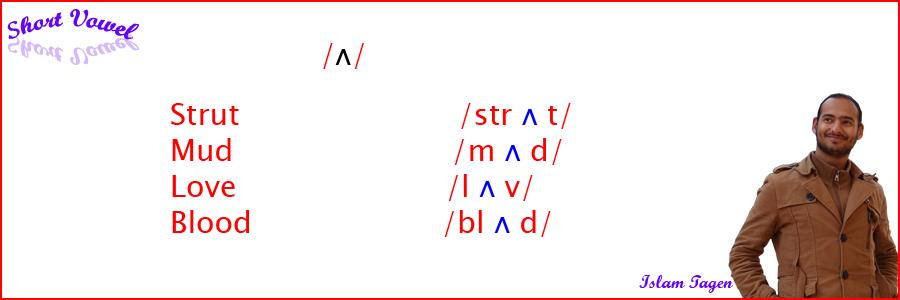 Short Vowel
/ʌ/
Strut /str ʌ t/
Mud /m ʌ d/
Love /l ʌ v/
Blood /bl ʌ d/
Islam Tagen